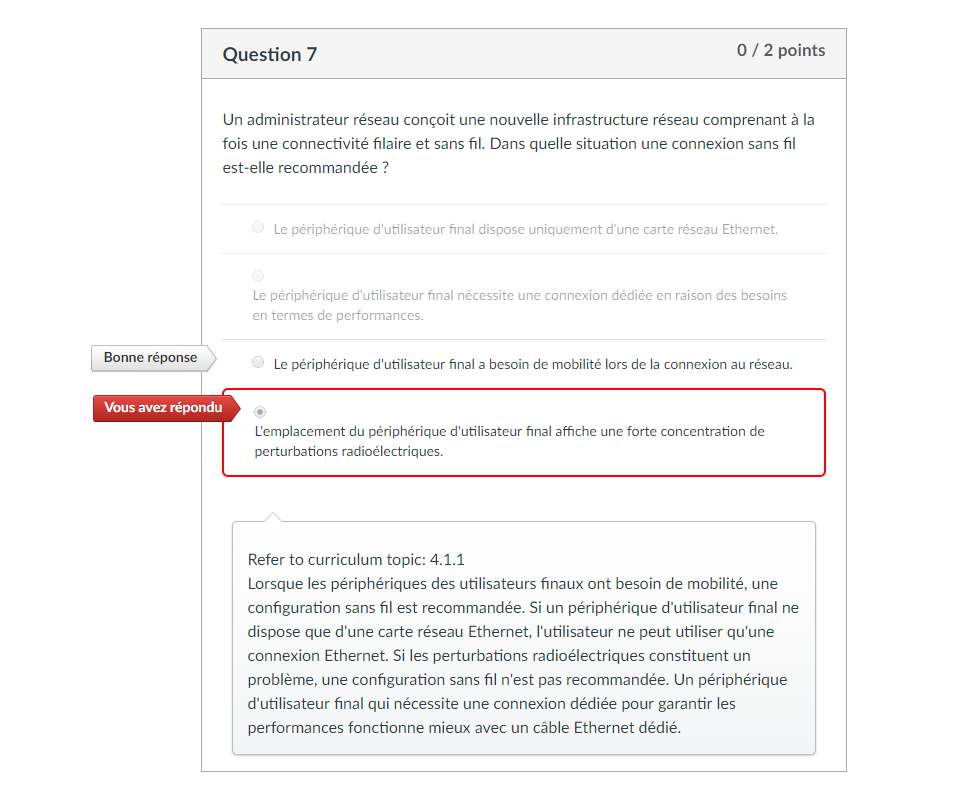 Question 7
0 / 2 points
Un administrateur réseau conçoit une nouvelle infrastructure réseau comprenant à la
fois une connectivité filaire et sans fil. Dans quelle situation une connexion sans fil
est-elle recommandée ?
Le périphérique d'utilisateur final dispose uniquement d'une carte réseau Ethernet.
Le périphérique d'utilisateur final nécessite une connexion dédiée en raison des besoins
en termes de performances.
Bonne réponse
Le périphérique d'utilisateur final a besoin de mobilité lors de la connexion au réseau.
Vous avez répondu
L'emplacement du périphérique d'utilisateur final affiche une forte concentration de
perturbations radioélectriques.
Refer to curriculum topic: 4.1.1
Lorsque les périphériques des utilisateurs finaux ont besoin de mobilité, une
configuration sans fil est recommandée. Si un périphérique d'utilisateur final ne
dispose que d'une carte réseau Ethernet, l'utilisateur ne peut utiliser qu'une
connexion Ethernet. Si les perturbations radioélectriques constituent un
problème, une configuration sans fil n'est pas recommandée. Un périphérique
d'utilisateur final qui nécessite une connexion dédiée pour garantir les
performances fonctionne mieux avec un câble Ethernet dédié.